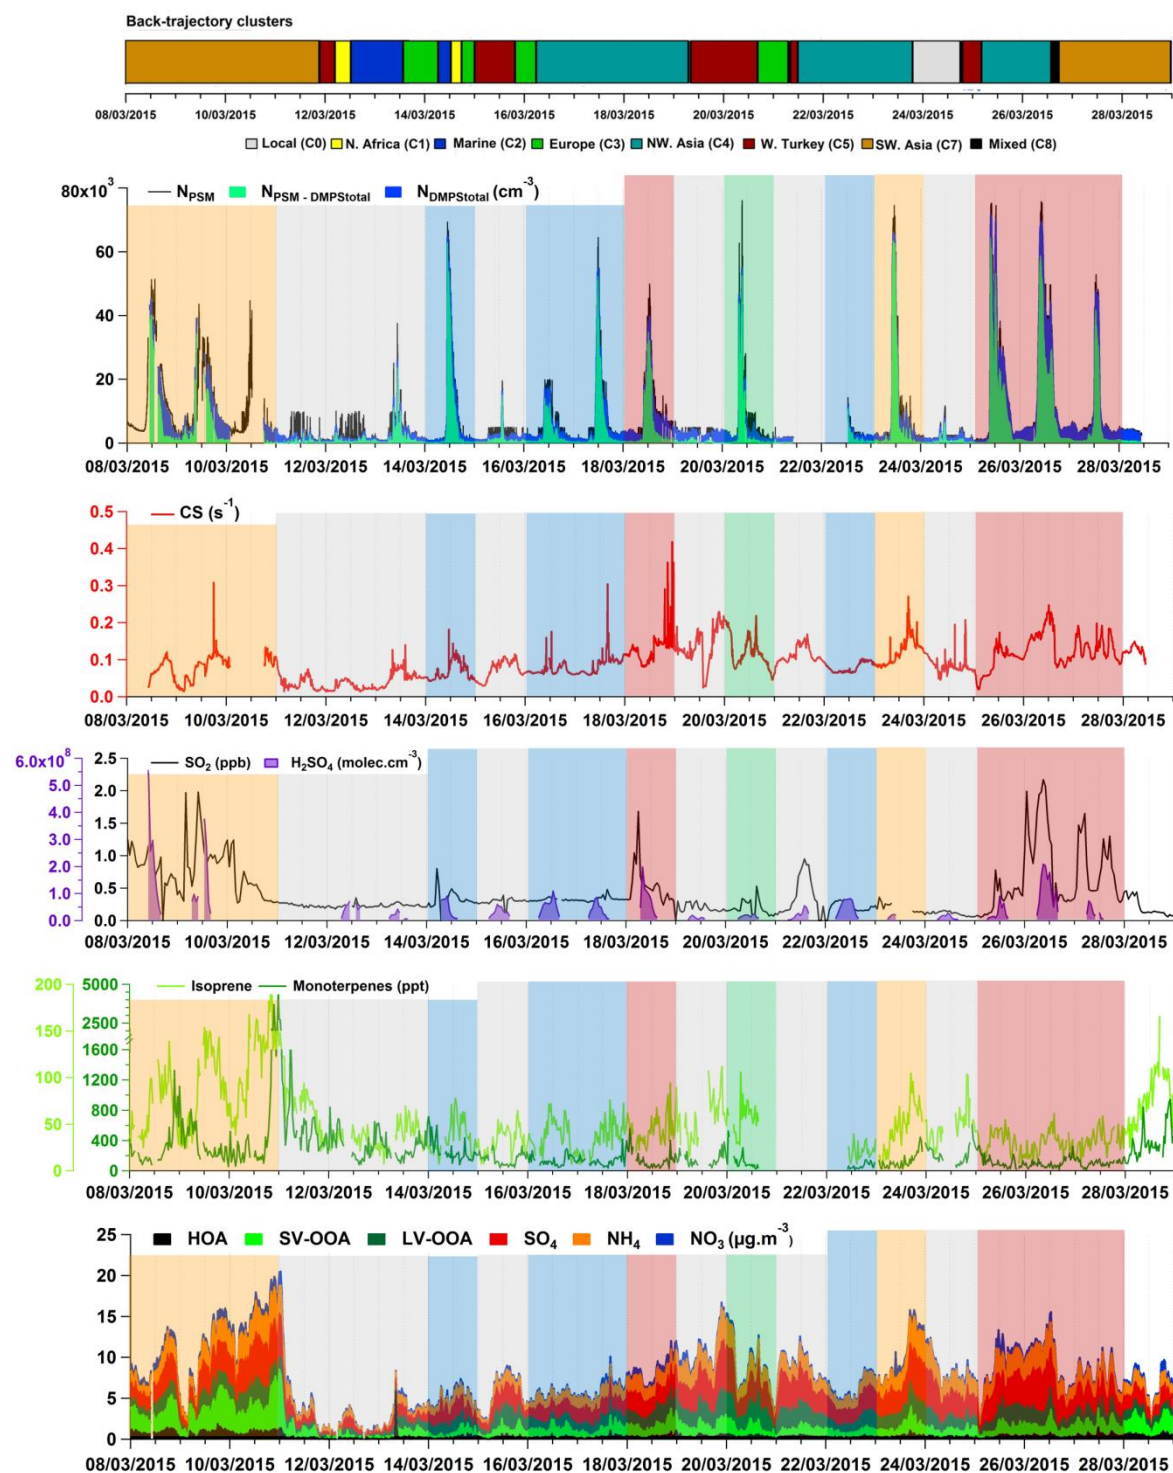 Back-trajectory clusters
08/03/2015 10/03/2015 12/03/2015 14/03/2015 16/03/2015 18/03/2015 20/03/2015 22/03/2015 24/03/2015 26/03/2015 28/03/2015
Local (C0) N. Africa (C1) Marine (C2) Europe (C3) NW. Asia (C4) W. Turkey (C5) SW. Asia (C7) Mixed (C8)
80x10³ N_PSM N_PSM - DMPStotal N_DMPStotal (cm⁻³)
60
40
20
0
08/03/2015 10/03/2015 12/03/2015 14/03/2015 16/03/2015 18/03/2015 20/03/2015 22/03/2015 24/03/2015 26/03/2015 28/03/2015
0.5 CS (s⁻¹)
0.4
0.3
0.2
0.1
0.0
08/03/2015 10/03/2015 12/03/2015 14/03/2015 16/03/2015 18/03/2015 20/03/2015 22/03/2015 24/03/2015 26/03/2015 28/03/2015
6.0x10⁸ 2.5 SO₂ (ppb) H₂SO₄ (molec.cm⁻³)
5.0
4.0 2.0
3.0 1.5
2.0 1.0
1.0 0.5
0.0 0.0
08/03/2015 10/03/2015 12/03/2015 14/03/2015 16/03/2015 18/03/2015 20/03/2015 22/03/2015 24/03/2015 26/03/2015 28/03/2015
200 5000 Isoprene Monoterpenes (ppt)
150 2500
1600
100 1200
800
50 400
0 0
08/03/2015 10/03/2015 12/03/2015 14/03/2015 16/03/2015 18/03/2015 20/03/2015 22/03/2015 24/03/2015 26/03/2015 28/03/2015
25 HOA SV-OOA LV-OOA SO₄ NH₄ NO₃ (µg.m⁻³)
20
15
10
5
0
08/03/2015 10/03/2015 12/03/2015 14/03/2015 16/03/2015 18/03/2015 20/03/2015 22/03/2015 24/03/2015 26/03/2015 28/03/2015